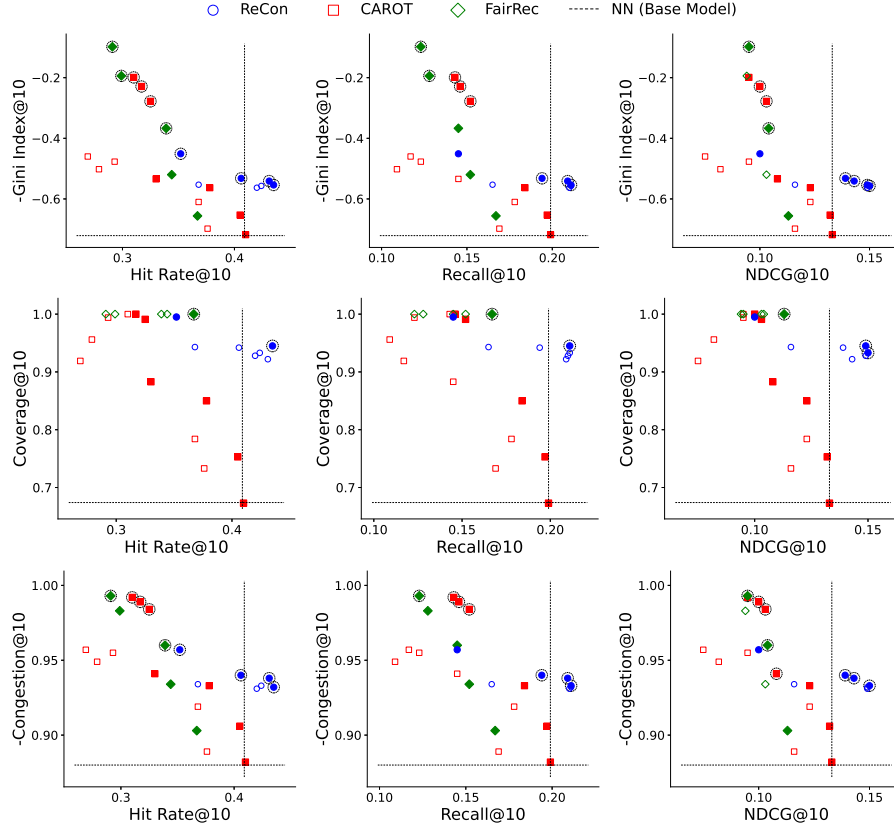 ReCon CAROT FairRec NN (Base Model)
-Gini Index@10 −0.2 −0.4 −0.6 0.3 0.4 Hit Rate@10
-Gini Index@10 −0.2 −0.4 −0.6 0.10 0.15 0.20 Recall@10
-Gini Index@10 −0.2 −0.4 −0.6 0.10 0.15 NDCG@10
Coverage@10 1.0 0.9 0.8 0.7 0.3 0.4 Hit Rate@10
Coverage@10 1.0 0.9 0.8 0.7 0.10 0.15 0.20 Recall@10
Coverage@10 1.0 0.9 0.8 0.7 0.10 0.15 NDCG@10
-Congestion@10 1.00 0.95 0.90 0.3 0.4 Hit Rate@10
-Congestion@10 1.00 0.95 0.90 0.10 0.15 0.20 Recall@10
-Congestion@10 1.00 0.95 0.90 0.10 0.15 NDCG@10